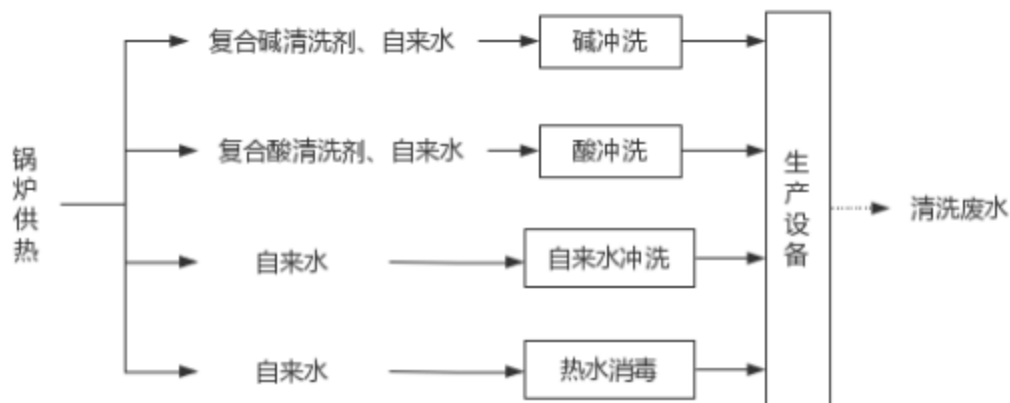 复合碱清洗剂、自来水
碱冲洗
锅炉供热
复合酸清洗剂、自来水
酸冲洗
生产设备
清洗废水
自来水
自来水冲洗
自来水
热水消毒